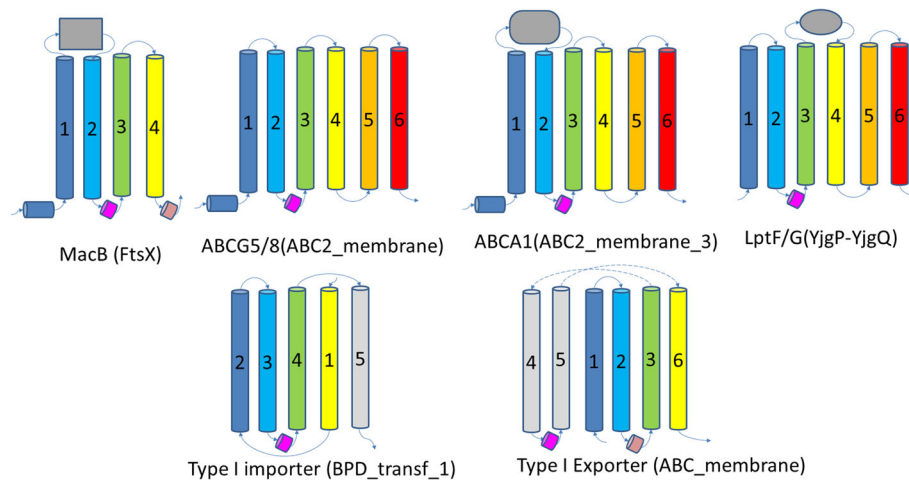 1 2 3 4
MacB (FtsX)
1 2 3 4 5 6
ABCG5/8(ABC2_membrane)
1 2 3 4 5 6
ABCA1(ABC2_membrane_3)
1 2 3 4 5 6
LptF/G(YjgP-YjgQ)
2 3 4 1 5
Type I importer (BPD_transf_1)
4 5 1 2 3 6
Type I Exporter (ABC_membrane)